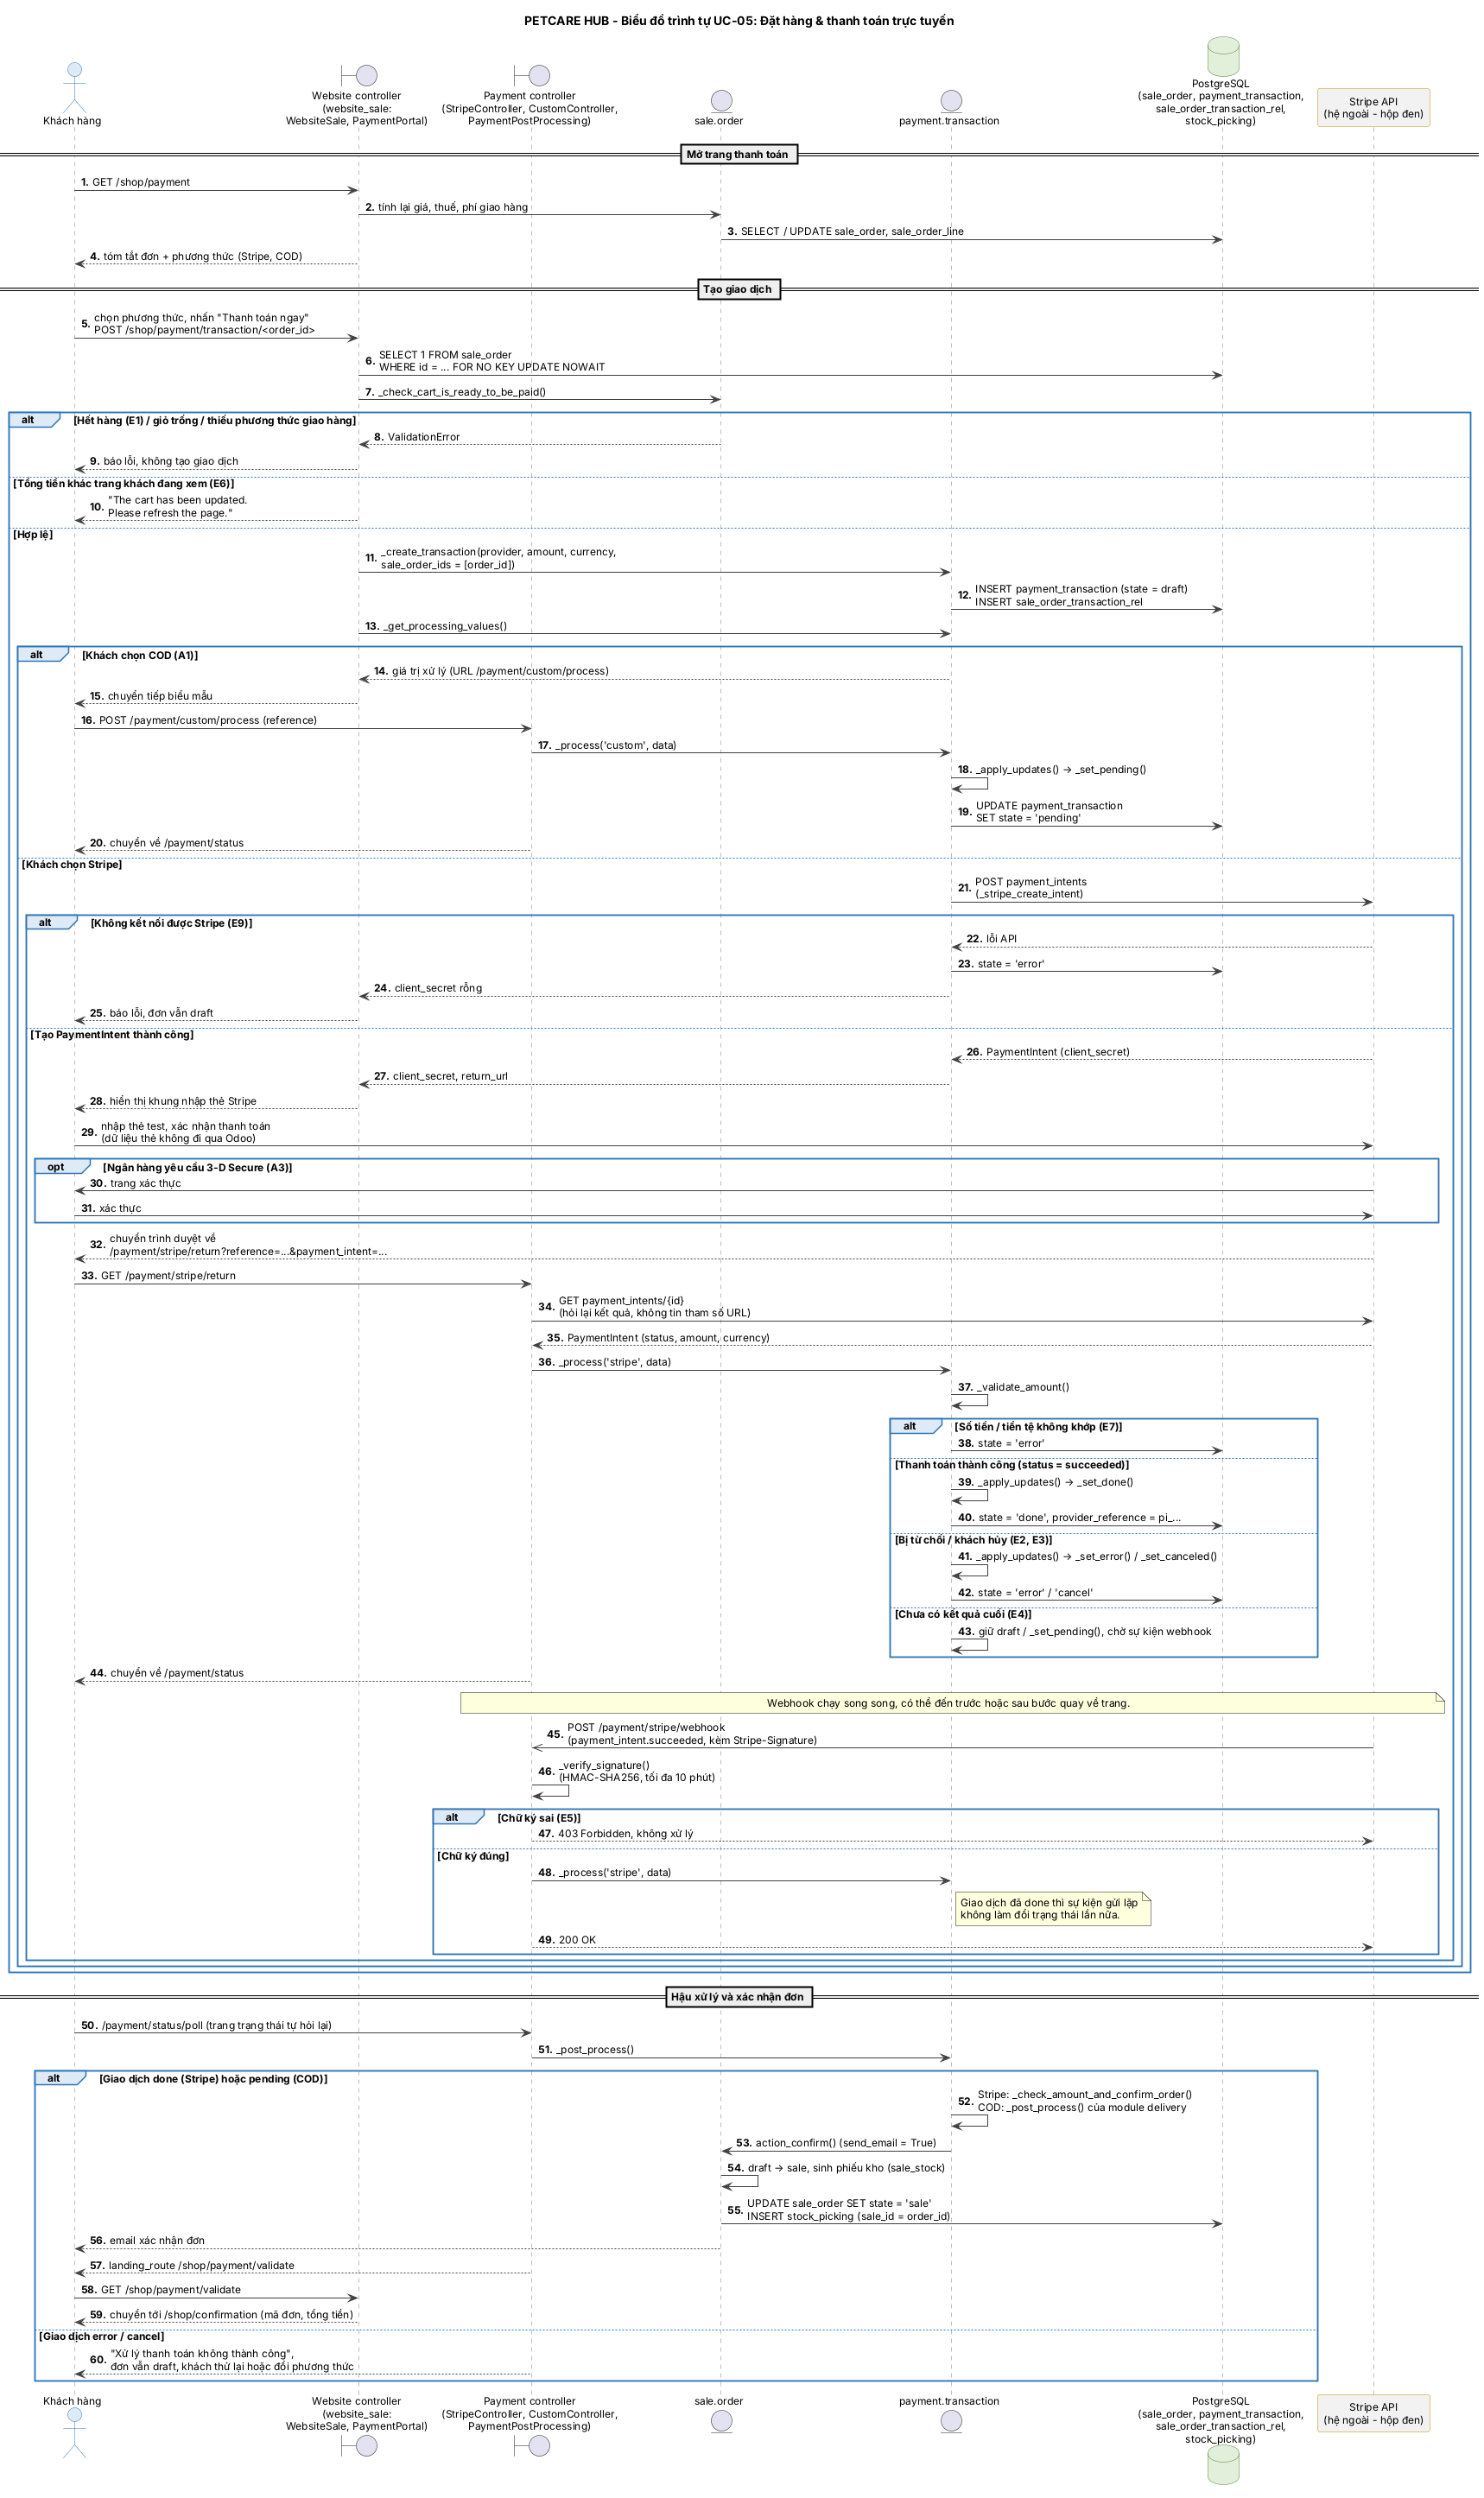 PETCARE HUB - Biểu đồ trình tự UC-05: Đặt hàng & thanh toán trực tuyến
Khách hàng
Website controller
(website_sale:
WebsiteSale, PaymentPortal)
Payment controller
(StripeController, CustomController,
PaymentPostProcessing)
sale.order
payment.transaction
PostgreSQL
(sale_order, payment_transaction,
sale_order_transaction_rel,
stock_picking)
Stripe API
(hệ ngoài - hộp đen)
Mở trang thanh toán
1. GET /shop/payment
2. tính lại giá, thuế, phí giao hàng
3. SELECT / UPDATE sale_order, sale_order_line
4. tóm tắt đơn + phương thức (Stripe, COD)
Tạo giao dịch
5. chọn phương thức, nhấn "Thanh toán ngay"
POST /shop/payment/transaction/<order_id>
6. SELECT 1 FROM sale_order
WHERE id = ... FOR NO KEY UPDATE NOWAIT
7. _check_cart_is_ready_to_be_paid()
alt [Hết hàng (E1) / giỏ trống / thiếu phương thức giao hàng]
8. ValidationError
9. báo lỗi, không tạo giao dịch
[Tổng tiền khác trang khách đang xem (E6)]
10. "The cart has been updated.
Please refresh the page."
[Hợp lệ]
11. _create_transaction(provider, amount, currency,
sale_order_ids = [order_id])
12. INSERT payment_transaction (state = draft)
INSERT sale_order_transaction_rel
13. _get_processing_values()
alt [Khách chọn COD (A1)]
14. giá trị xử lý (URL /payment/custom/process)
15. chuyển tiếp biểu mẫu
16. POST /payment/custom/process (reference)
17. _process('custom', data)
18. _apply_updates() → _set_pending()
19. UPDATE payment_transaction
SET state = 'pending'
20. chuyển về /payment/status
[Khách chọn Stripe]
21. POST payment_intents
(_stripe_create_intent)
alt [Không kết nối được Stripe (E9)]
22. lỗi API
23. state = 'error'
24. client_secret rỗng
25. báo lỗi, đơn vẫn draft
[Tạo PaymentIntent thành công]
26. PaymentIntent (client_secret)
27. client_secret, return_url
28. hiển thị khung nhập thẻ Stripe
29. nhập thẻ test, xác nhận thanh toán
(dữ liệu thẻ không đi qua Odoo)
opt [Ngân hàng yêu cầu 3-D Secure (A3)]
30. trang xác thực
31. xác thực
32. chuyển trình duyệt về
/payment/stripe/return?reference=...&payment_intent=...
33. GET /payment/stripe/return
34. GET payment_intents/{id}
(hỏi lại kết quả, không tin tham số URL)
35. PaymentIntent (status, amount, currency)
36. _process('stripe', data)
37. _validate_amount()
alt [Số tiền / tiền tệ không khớp (E7)]
38. state = 'error'
[Thanh toán thành công (status = succeeded)]
39. _apply_updates() → _set_done()
40. state = 'done', provider_reference = pi_...
[Bị từ chối / khách hủy (E2, E3)]
41. _apply_updates() → _set_error() / _set_canceled()
42. state = 'error' / 'cancel'
[Chưa có kết quả cuối (E4)]
43. giữ draft / _set_pending(), chờ sự kiện webhook
44. chuyển về /payment/status
Webhook chạy song song, có thể đến trước hoặc sau bước quay về trang.
45. POST /payment/stripe/webhook
(payment_intent.succeeded, kèm Stripe-Signature)
46. _verify_signature()
(HMAC-SHA256, tối đa 10 phút)
alt [Chữ ký sai (E5)]
47. 403 Forbidden, không xử lý
[Chữ ký đúng]
48. _process('stripe', data)
Giao dịch đã done thì sự kiện gửi lặp
không làm đổi trạng thái lần nữa.
49. 200 OK
Hậu xử lý và xác nhận đơn
50. /payment/status/poll (trang trạng thái tự hỏi lại)
51. _post_process()
alt [Giao dịch done (Stripe) hoặc pending (COD)]
52. Stripe: _check_amount_and_confirm_order()
COD: _post_process() của module delivery
53. action_confirm() (send_email = True)
54. draft → sale, sinh phiếu kho (sale_stock)
55. UPDATE sale_order SET state = 'sale'
INSERT stock_picking (sale_id = order_id)
56. email xác nhận đơn
57. landing_route /shop/payment/validate
58. GET /shop/payment/validate
59. chuyển tới /shop/confirmation (mã đơn, tổng tiền)
[Giao dịch error / cancel]
60. "Xử lý thanh toán không thành công",
đơn vẫn draft, khách thử lại hoặc đổi phương thức
Khách hàng
Website controller
(website_sale:
WebsiteSale, PaymentPortal)
Payment controller
(StripeController, CustomController,
PaymentPostProcessing)
sale.order
payment.transaction
PostgreSQL
(sale_order, payment_transaction,
sale_order_transaction_rel,
stock_picking)
Stripe API
(hệ ngoài - hộp đen)